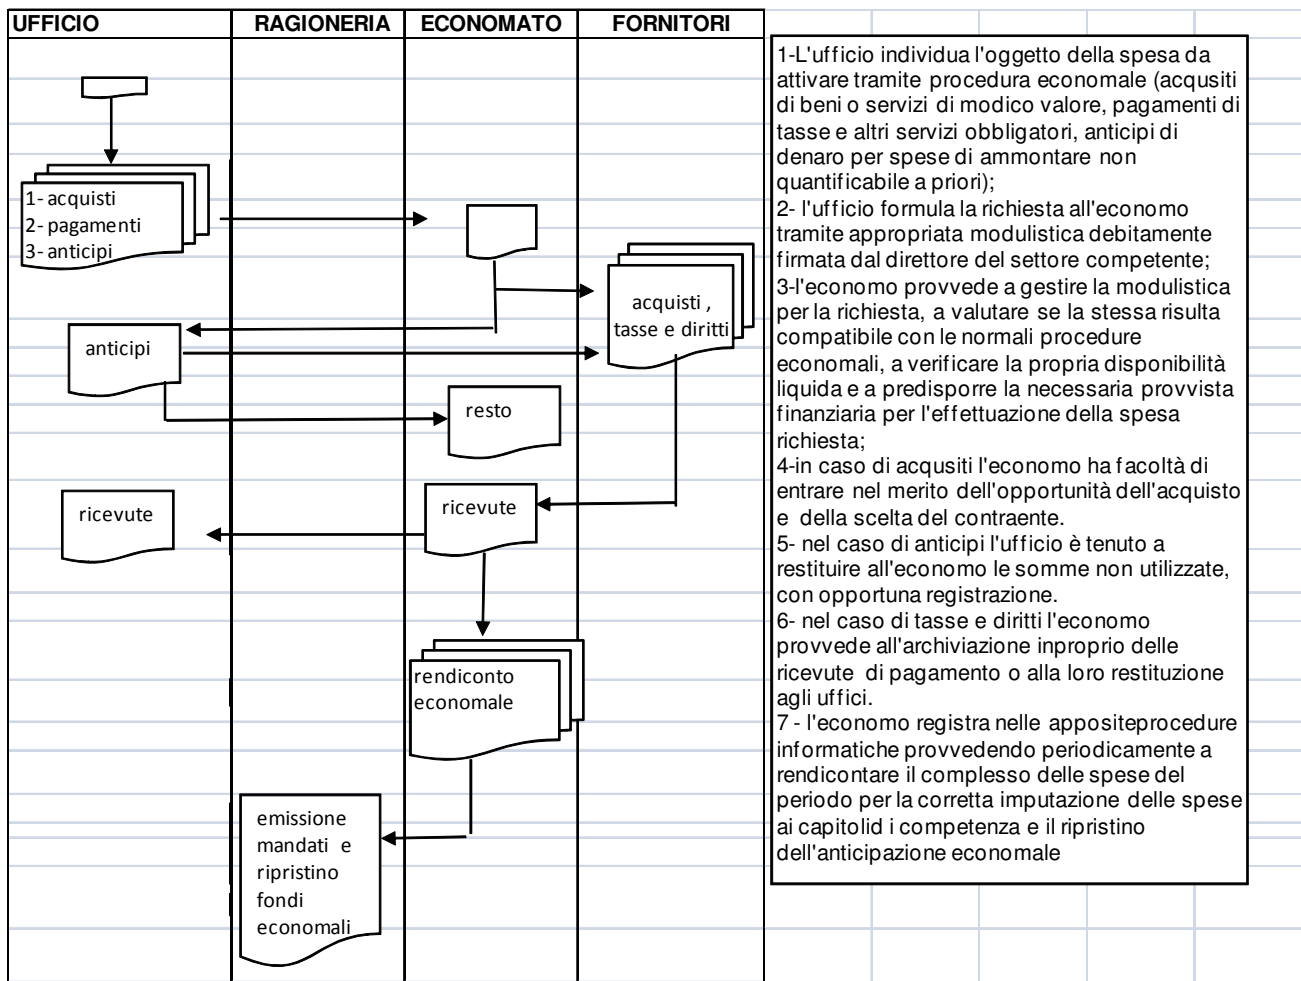 UFFICIO RAGIONERIA ECONOMATO FORNITORI
1- acquisti
2- pagamenti
3- anticipi
acquisti ,
tasse e diritti
anticipi
resto
ricevute
ricevute
rendiconto
economale
emissione
mandati e
ripristino
fondi
economali
1-L'ufficio individua l'oggetto della spesa da
attivare tramite procedura economale (acqusiti
di beni o servizi di modico valore, pagamenti di
tasse e altri servizi obbligatori, anticipi di
denaro per spese di ammontare non
quantificabile a priori);
2- l'ufficio formula la richiesta all'economo
tramite appropriata modulistica debitamente
firmata dal direttore del settore competente;
3-l'economo provvede a gestire la modulistica
per la richiesta, a valutare se la stessa risulta
compatibile con le normali procedure
economali, a verificare la propria disponibilità
liquida e a predisporre la necessaria provvista
finanziaria per l'effettuazione della spesa
richiesta;
4-in caso di acqusiti l'economo ha facoltà di
entrare nel merito dell'opportunità dell'acquisto
e della scelta del contraente.
5- nel caso di anticipi l'ufficio è tenuto a
restituire all'economo le somme non utilizzate,
con opportuna registrazione.
6- nel caso di tasse e diritti l'economo
provvede all'archiviazione inproprio delle
ricevute di pagamento o alla loro restituzione
agli uffici.
7 - l'economo registra nelle appositeprocedure
informatiche provvedendo periodicamente a
rendicontare il complesso delle spese del
periodo per la corretta imputazione delle spese
ai capitolid i competenza e il ripristino
dell'anticipazione economale